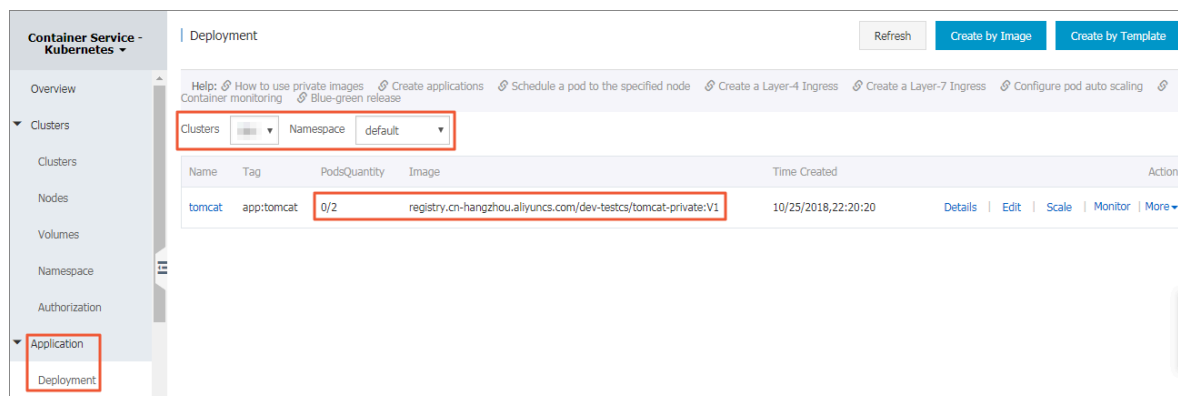 Container Service -
Kubernetes
Deployment
Refresh
Create by Image
Create by Template
Overview
Help: How to use private images Create applications Schedule a pod to the specified node Create a Layer-4 Ingress Create a Layer-7 Ingress Configure pod auto scaling
Container monitoring Blue-green release
Clusters
Clusters Namespace default
Clusters
Name Tag PodsQuantity Image Time Created Action
Nodes
tomcat app:tomcat 0/2 registry.cn-hangzhou.aliyuncs.com/dev-testcs/tomcat-private:V1 10/25/2018,22:20:20 Details | Edit | Scale | Monitor | More
Volumes
Namespace
Authorization
Application
Deployment